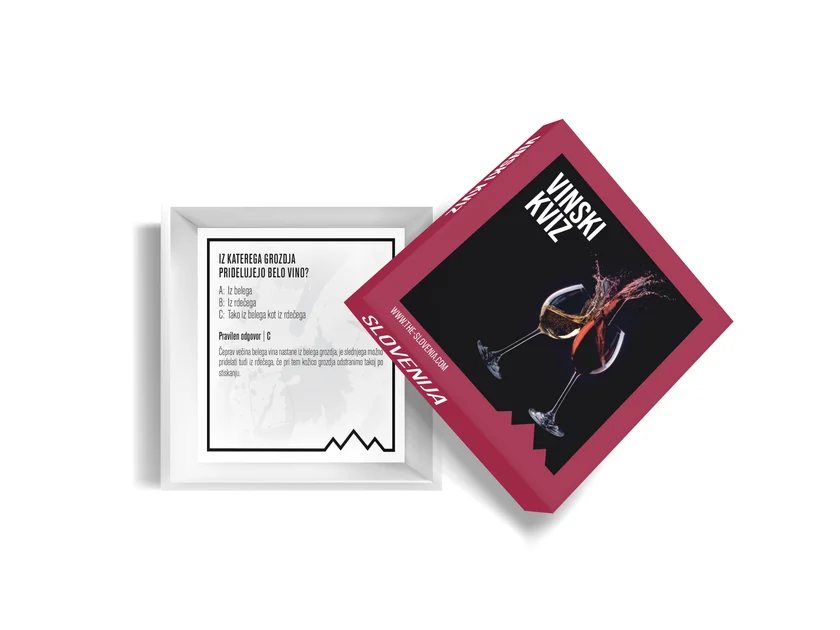 IZ KATEREGA GROZDJA
PRIDELUJEJO BELO VINO?
A: Iz belega
B: Iz rdečega
C: Tako iz belega kot iz rdečega
Pravilen odgovor | C
Čeprav večina belega vina nastane iz belega grozdja, je slednjega možno
pridelati tudi iz rdečega, če pri tem kožico grozdja odstranimo takoj po
stiskanju.
VINSKI KVIZ
VINSKI
KVIZ
WWW.THE-SLOVENIA.COM
SLOVENIJA